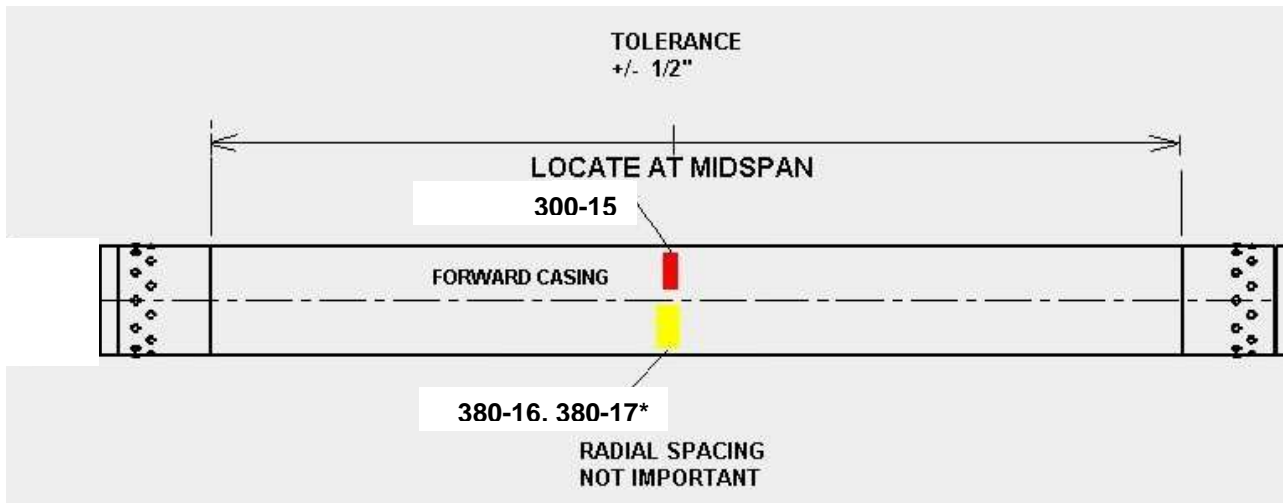 TOLERANCE
+/- 1/2"
LOCATE AT MIDSPAN
300-15
FORWARD CASING
380-16. 380-17*
RADIAL SPACING
NOT IMPORTANT